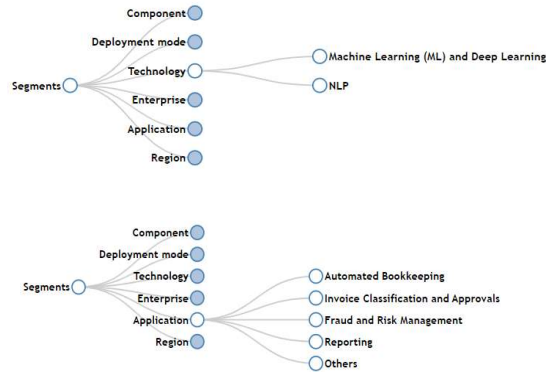 Component
Deployment mode
Technology
Machine Learning (ML) and Deep Learning
Segments
NLP
Enterprise
Application
Region
Component
Deployment mode
Technology
Automated Bookkeeping
Segments
Enterprise
Invoice Classification and Approvals
Application
Fraud and Risk Management
Region
Reporting
Others